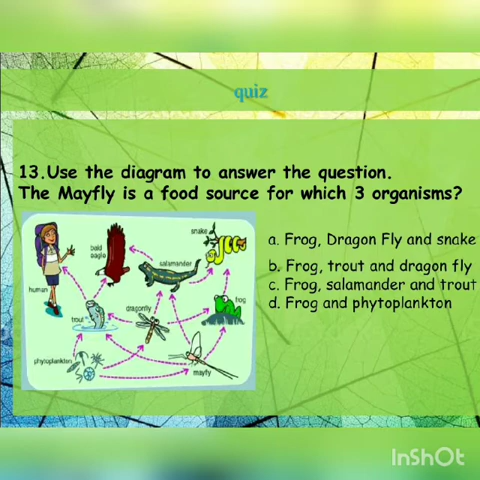 quiz
13.Use the diagram to answer the question.
The Mayfly is a food source for which 3 organisms?
a. Frog, Dragon Fly and snake
b. Frog, trout and dragon fly
c. Frog, salamander and trout
d. Frog and phytoplankton
snake
bald
eagle
salamander
human
frog
dragonfly
trout
phytoplankton
mayfly
InShOt